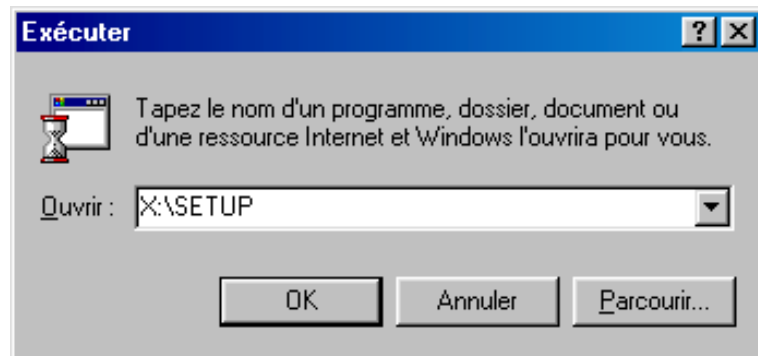 Exécuter
Tapez le nom d'un programme, dossier, document ou
d'une ressource Internet et Windows l'ouvrira pour vous.
Ouvrir : X:\SETUP
OK Annuler Parcourir...